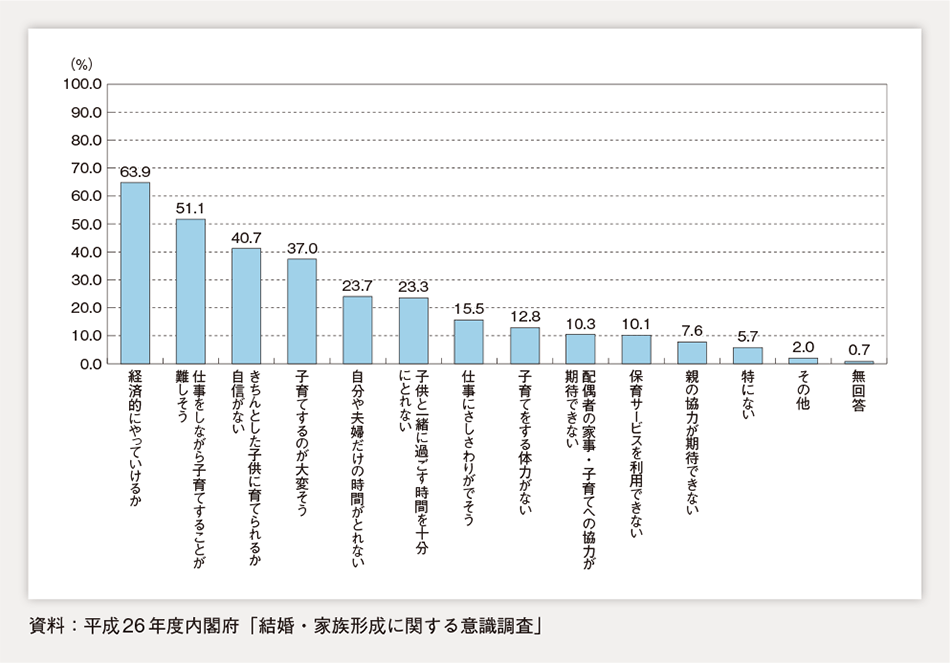 (%)
100.0
90.0
80.0
70.0
60.0
50.0
40.0
30.0
20.0
10.0
0.0
63.9
51.1
40.7
37.0
23.7
23.3
15.5
12.8
10.3
10.1
7.6
5.7
2.0
0.7
経済的にやっていけるか
仕事をしながら子育てすることが
難しそう
きちんとした子供に育てられるか
自信がない
子育てするのが大変そう
自分や夫婦だけの時間がとれない
子供と一緒に過ごす時間を十分
にとれない
仕事にさしさわりがでそう
子育てをする体力がない
配偶者の家事・子育てへの協力が
期待できない
保育サービスを利用できない
親の協力が期待できない
特にない
その他
無回答
資料：平成26年度内閣府「結婚・家族形成に関する意識調査」